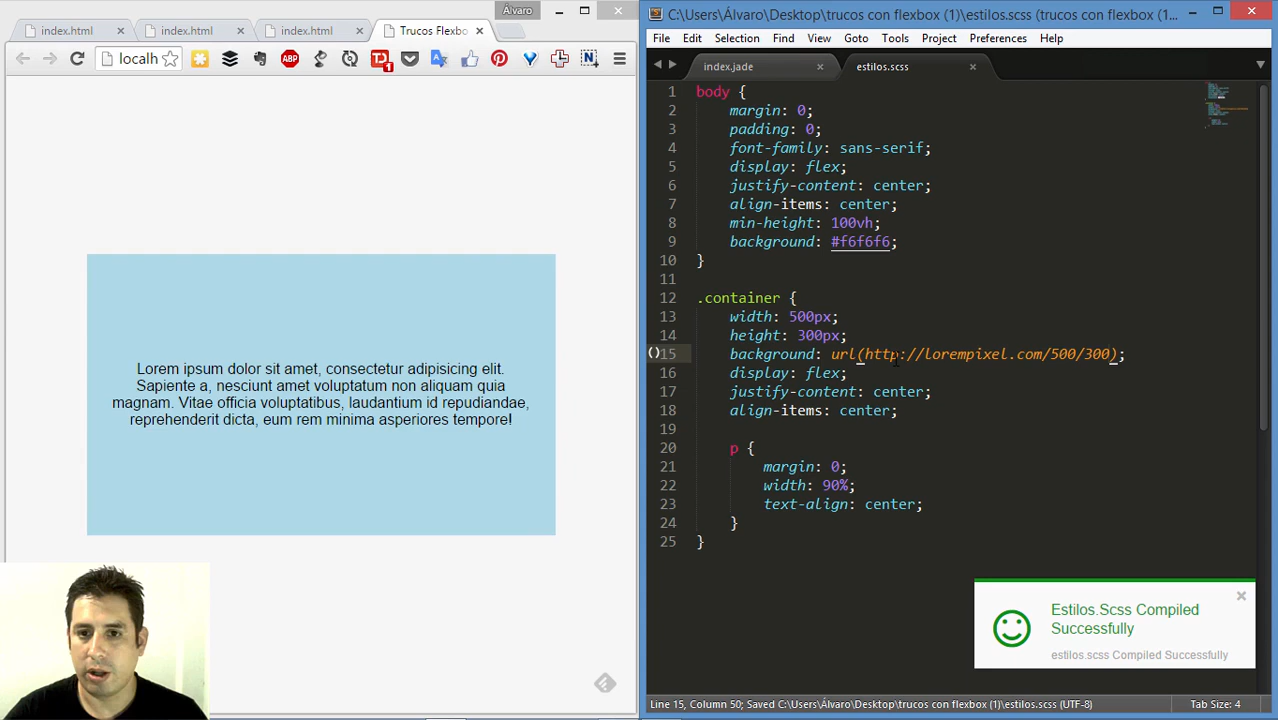 Alvaro
index.html
index.html
index.html
Trucos Flexbo
localh
ABP
Lorem ipsum dolor sit amet, consectetur adipisicing elit.
Sapiente a, nesciunt amet voluptatum non aliquam quia
magnam. Vitae officia voluptatibus, laudantium id repudiandae,
reprehenderit dicta, eum rem minima asperiores tempore!
C:\Users\Álvaro\Desktop\trucos con flexbox (1)\estilos.scss (trucos con flexbox (1...
File Edit Selection Find View Goto Tools Project Preferences Help
index.jade
estilos.scss
1 body {
2 margin: 0;
3 padding: 0;
4 font-family: sans-serif;
5 display: flex;
6 justify-content: center;
7 align-items: center;
8 min-height: 100vh;
9 background: #f6f6f6;
10 }
11
12 .container {
13 width: 500px;
14 height: 300px;
15 background: url(http://lorempixel.com/500/300);
16 display: flex;
17 justify-content: center;
18 align-items: center;
19
20 p {
21 margin: 0;
22 width: 90%;
23 text-align: center;
24 }
25 }
Estilos.Scss Compiled
Successfully
estilos.scss Compiled Successfully
Line 15, Column 50; Saved C:\Users\Álvaro\Desktop\trucos con flexbox (1)\estilos.scss (UTF-8)
Tab Size: 4